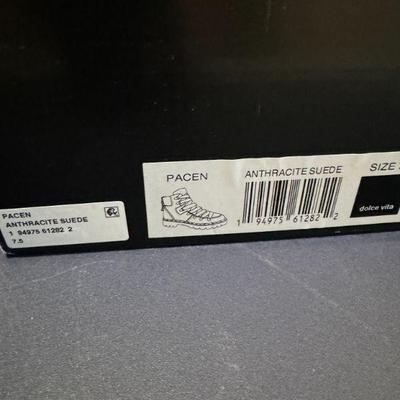 PACEN
ANTHRACITE SUEDE
1 94975 61282 2
7.5
PACEN ANTHRACITE SUEDE SIZE
1 94975 61282 2
dolce vita